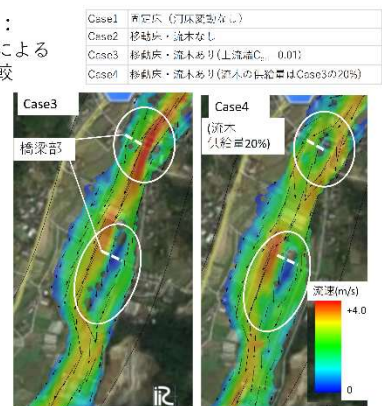 ：
による
較
Case1 固定床（河床変動なし）
Case2 移動床・流木なし
Case3 移動床・流木あり(上流端C 0.01)
Case4 移動床・流木あり(流木の供給量はCase3の20%)
Case3
橋梁部
Case4
(流木
供給量20%)
流速(m/s)
+4.0
0
iRiC